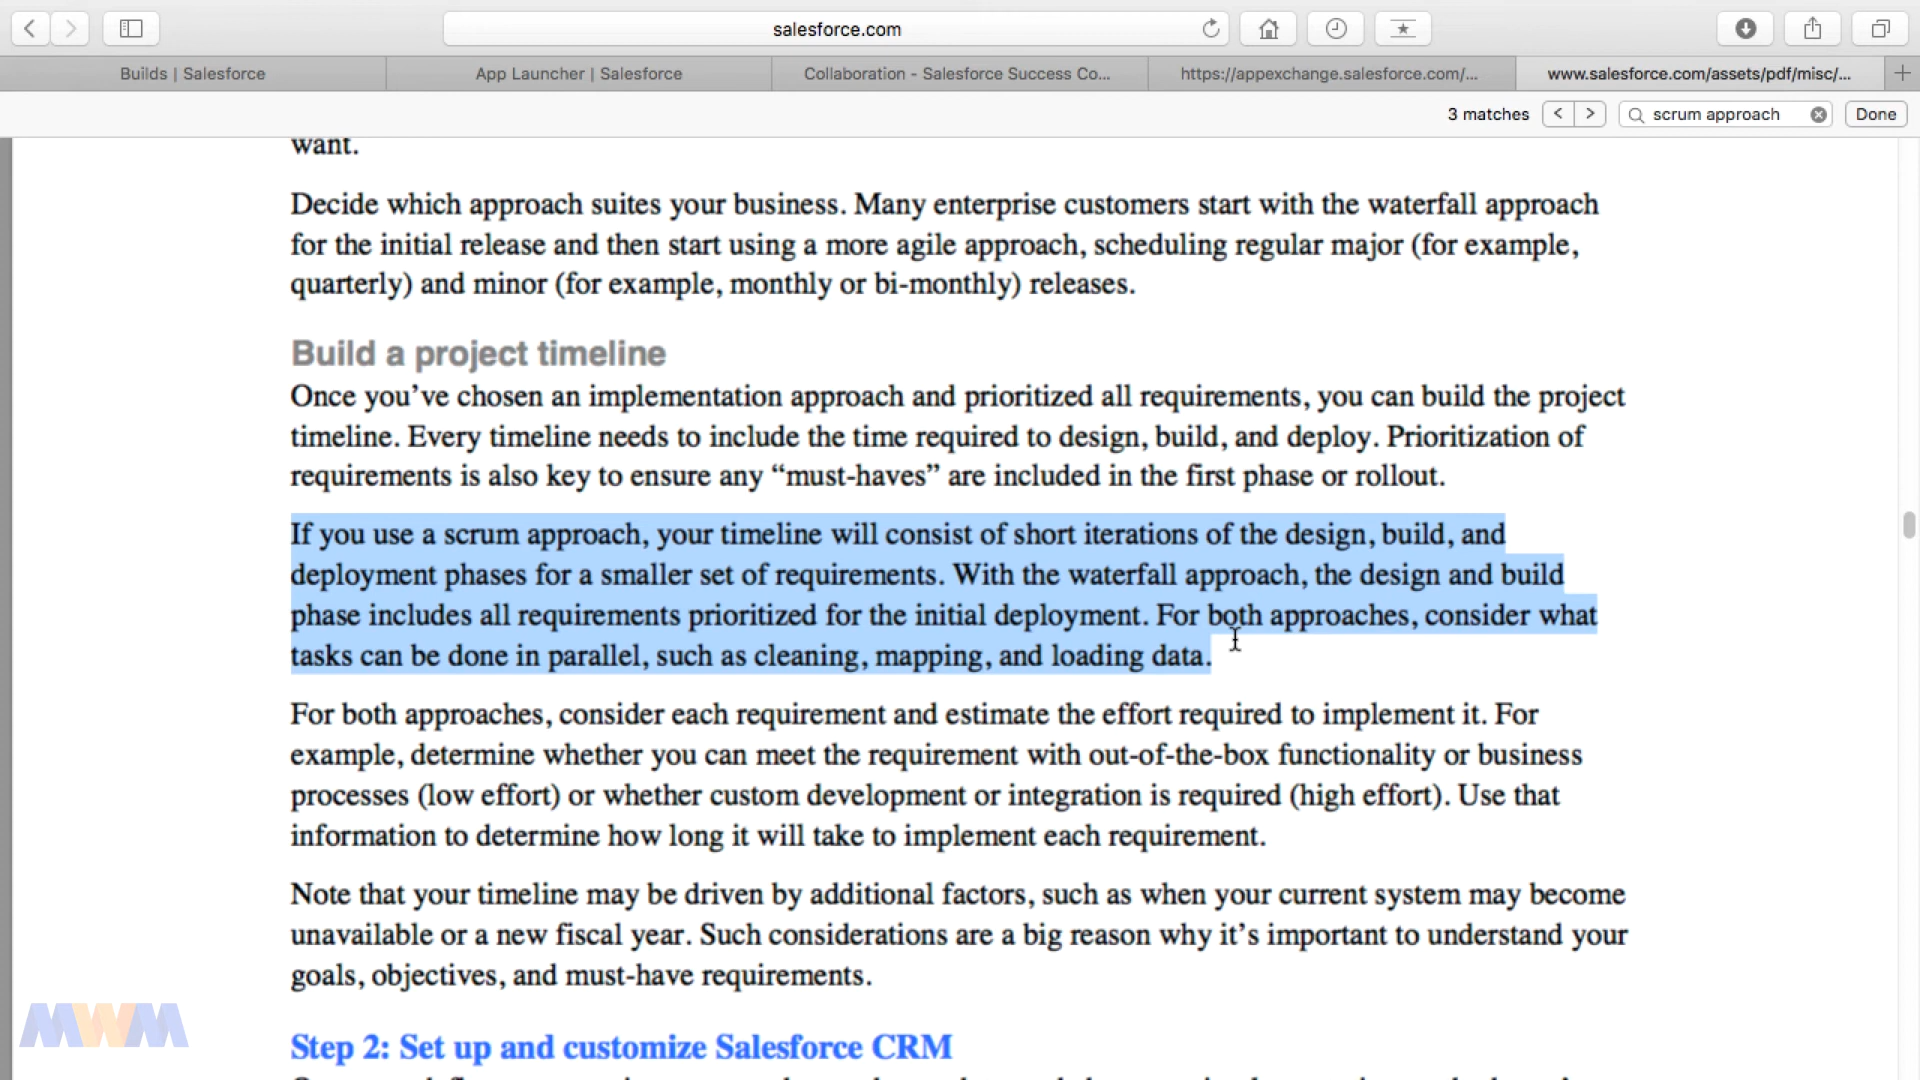 salesforce.com
Builds | Salesforce
App Launcher | Salesforce
Collaboration - Salesforce Success Co...
https://appexchange.salesforce.com/...
www.salesforce.com/assets/pdf/misc/...
3 matches
scrum approach
Done
want.
Decide which approach suites your business. Many enterprise customers start with the waterfall approach
for the initial release and then start using a more agile approach, scheduling regular major (for example,
quarterly) and minor (for example, monthly or bi-monthly) releases.
Build a project timeline
Once you’ve chosen an implementation approach and prioritized all requirements, you can build the project
timeline. Every timeline needs to include the time required to design, build, and deploy. Prioritization of
requirements is also key to ensure any “must-haves” are included in the first phase or rollout.
If you use a scrum approach, your timeline will consist of short iterations of the design, build, and
deployment phases for a smaller set of requirements. With the waterfall approach, the design and build
phase includes all requirements prioritized for the initial deployment. For both approaches, consider what
tasks can be done in parallel, such as cleaning, mapping, and loading data.
For both approaches, consider each requirement and estimate the effort required to implement it. For
example, determine whether you can meet the requirement with out-of-the-box functionality or business
processes (low effort) or whether custom development or integration is required (high effort). Use that
information to determine how long it will take to implement each requirement.
Note that your timeline may be driven by additional factors, such as when your current system may become
unavailable or a new fiscal year. Such considerations are a big reason why it’s important to understand your
goals, objectives, and must-have requirements.
MWM
Step 2: Set up and customize Salesforce CRM